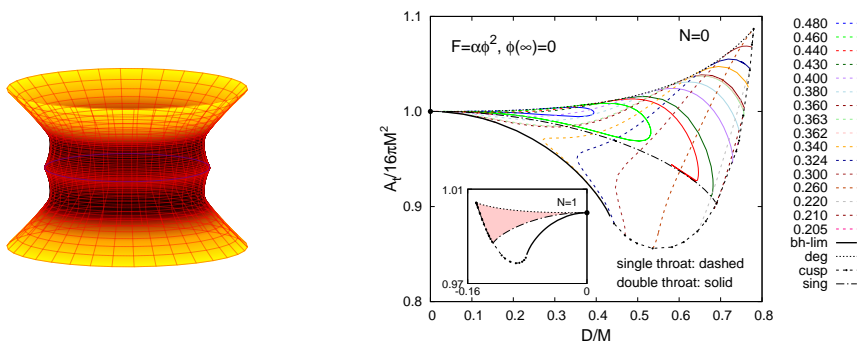 1.1
1.0
0.9
0.8
A_t/16πM²
F=αϕ², ϕ(∞)=0
N=0
1.01
0.97
-0.16
0
N=1
single throat: dashed
double throat: solid
0 0.1 0.2 0.3 0.4 0.5 0.6 0.7 0.8
D/M
0.480
0.460
0.440
0.430
0.400
0.380
0.360
0.363
0.362
0.340
0.324
0.300
0.260
0.220
0.210
0.205
bh-lim
deg
cusp
sing